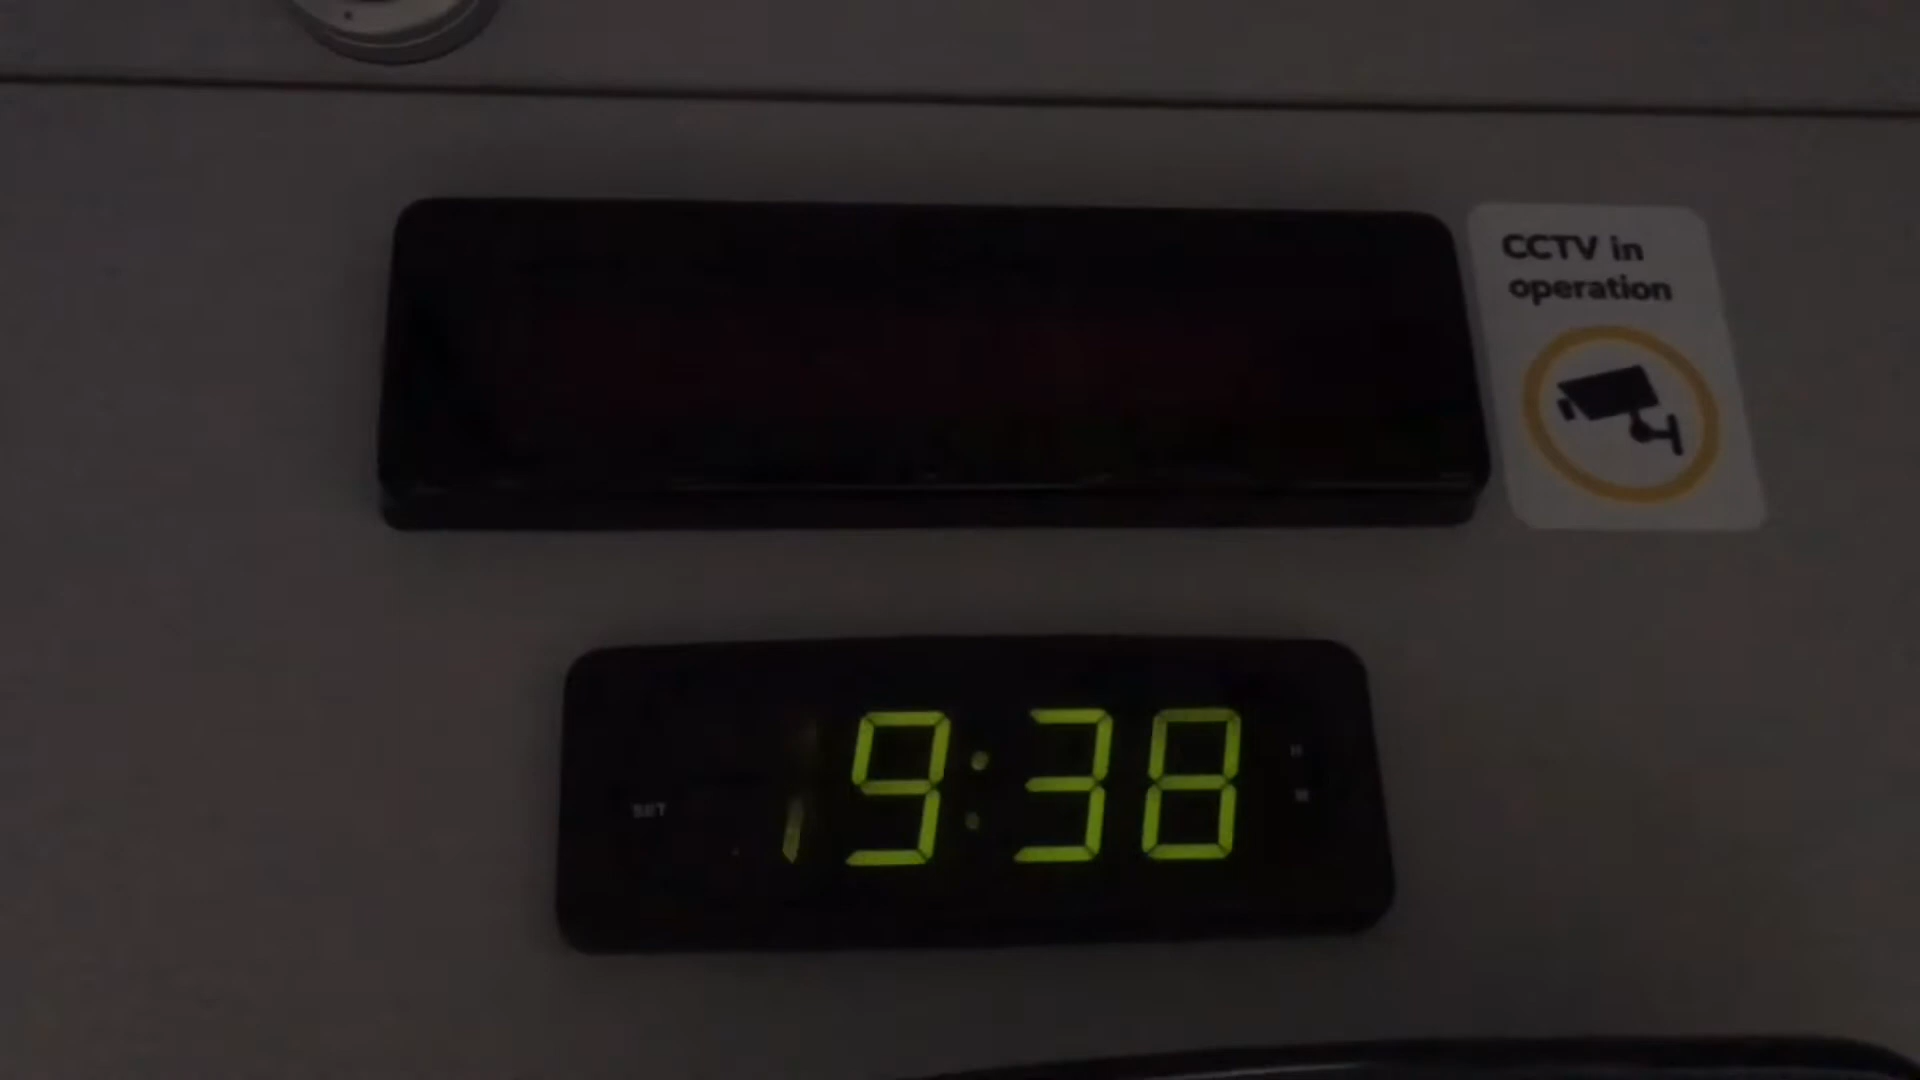 CCTV in
operation
19:38
SET
H
M